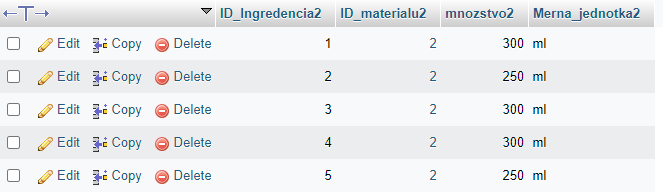 ID_Ingredencia2 ID_materialu2 mnozstvo2 Merna_jednotka2
Edit Copy Delete 1 2 300 ml
Edit Copy Delete 2 2 250 ml
Edit Copy Delete 3 2 300 ml
Edit Copy Delete 4 2 300 ml
Edit Copy Delete 5 2 250 ml